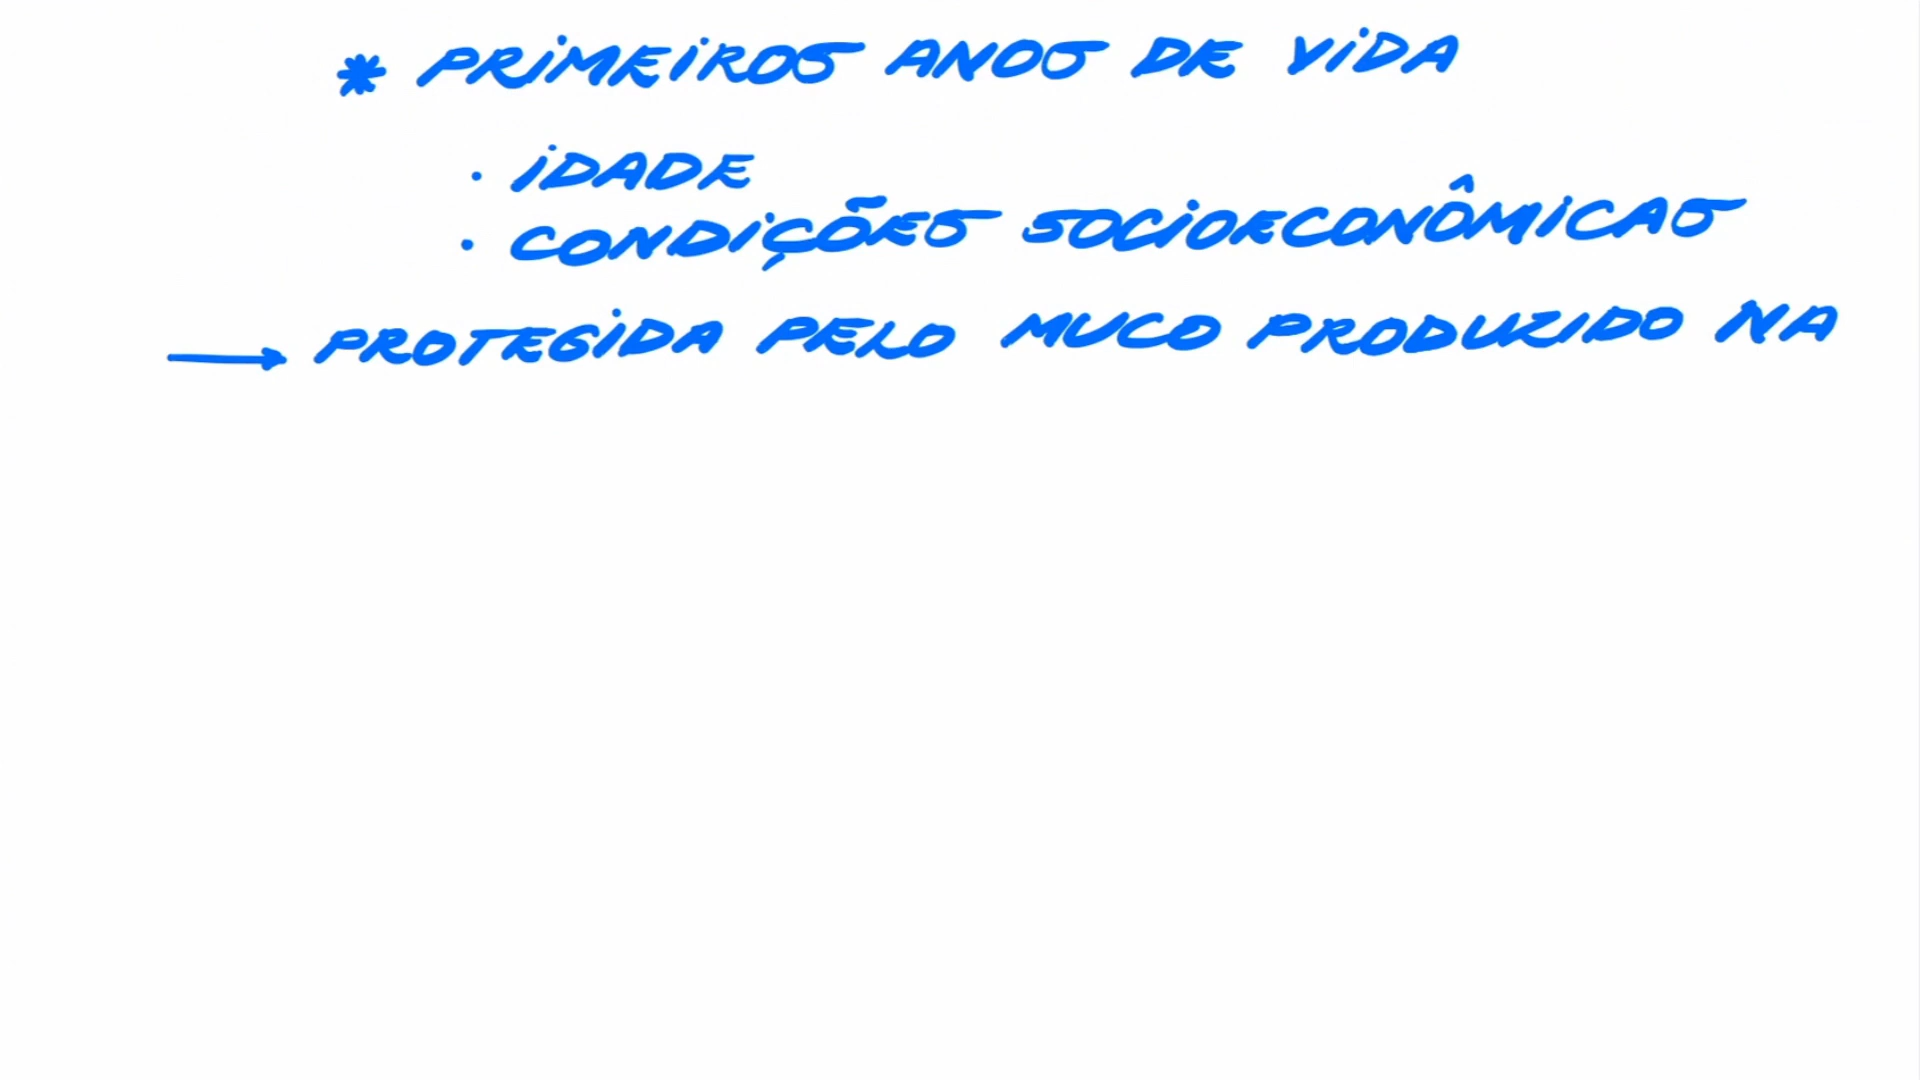 * PRIMEIROS ANOS DE VIDA
· IDADE
· CONDIÇÕES SOCIOECONÔMICAS
→ PROTEGIDA PELO MUCO PRODUZIDO NA